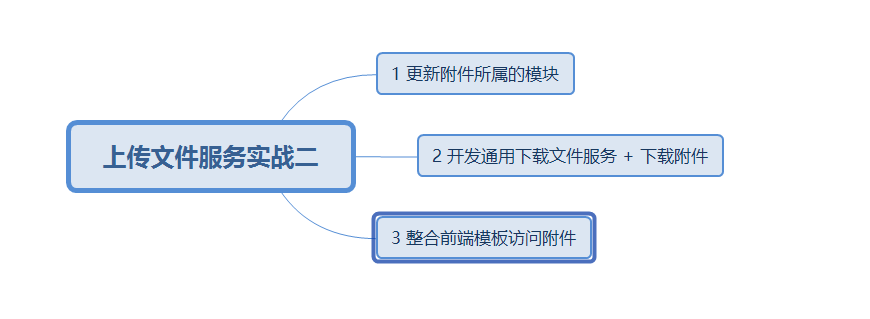 1 更新附件所属的模块
上传文件服务实战二
2 开发通用下载文件服务 + 下载附件
3 整合前端模板访问附件